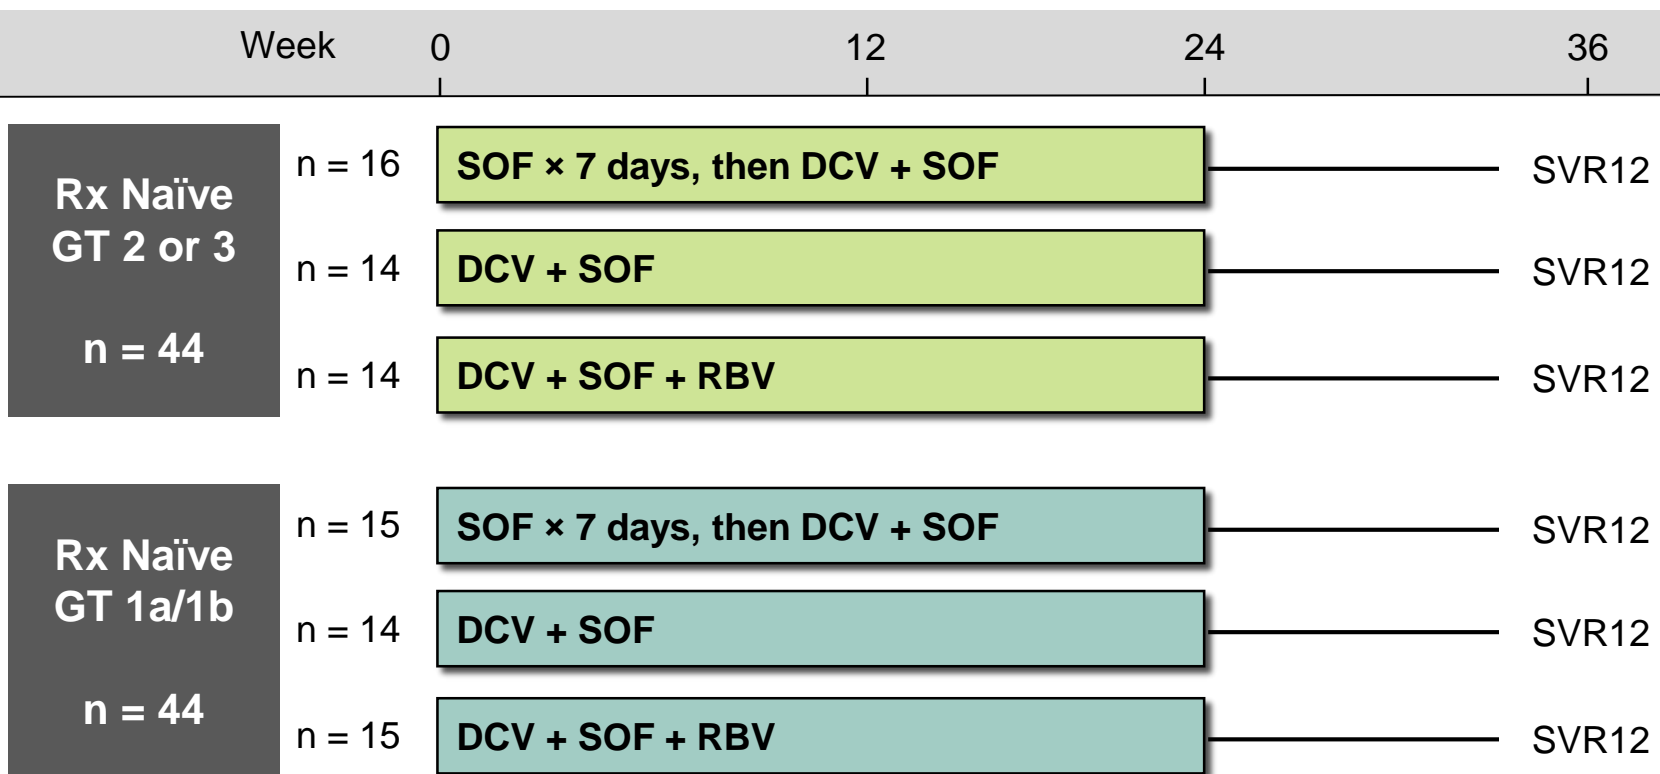 Week 0 12 24 36
Rx Naïve
GT 2 or 3
n = 44
n = 16 SOF × 7 days, then DCV + SOF SVR12
n = 14 DCV + SOF SVR12
n = 14 DCV + SOF + RBV SVR12
Rx Naïve
GT 1a/1b
n = 44
n = 15 SOF × 7 days, then DCV + SOF SVR12
n = 14 DCV + SOF SVR12
n = 15 DCV + SOF + RBV SVR12